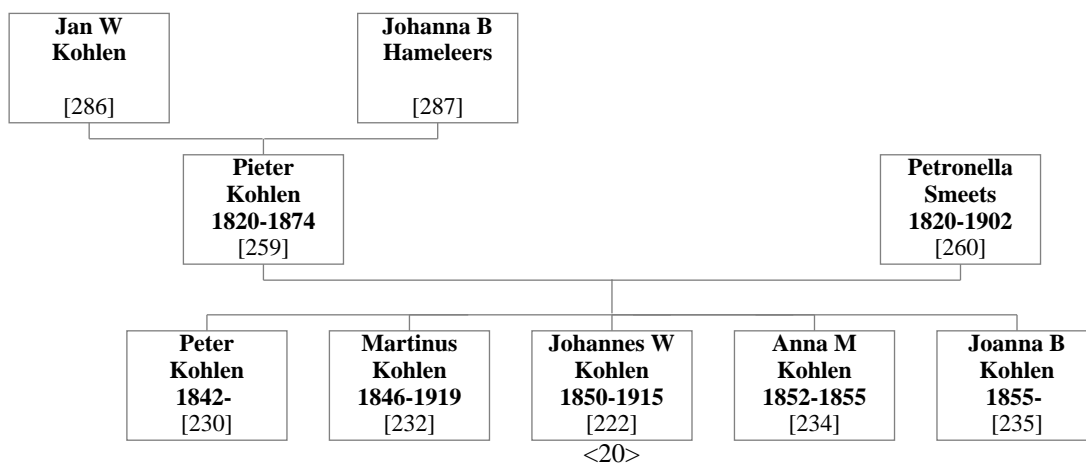 Jan W
Kohlen
[286]
Johanna B
Hameleers
[287]
Pieter
Kohlen
1820-1874
[259]
Petronella
Smeets
1820-1902
[260]
Peter
Kohlen
1842-
[230]
Martinus
Kohlen
1846-1919
[232]
Johannes W
Kohlen
1850-1915
[222]
<20>
Anna M
Kohlen
1852-1855
[234]
Joanna B
Kohlen
1855-
[235]